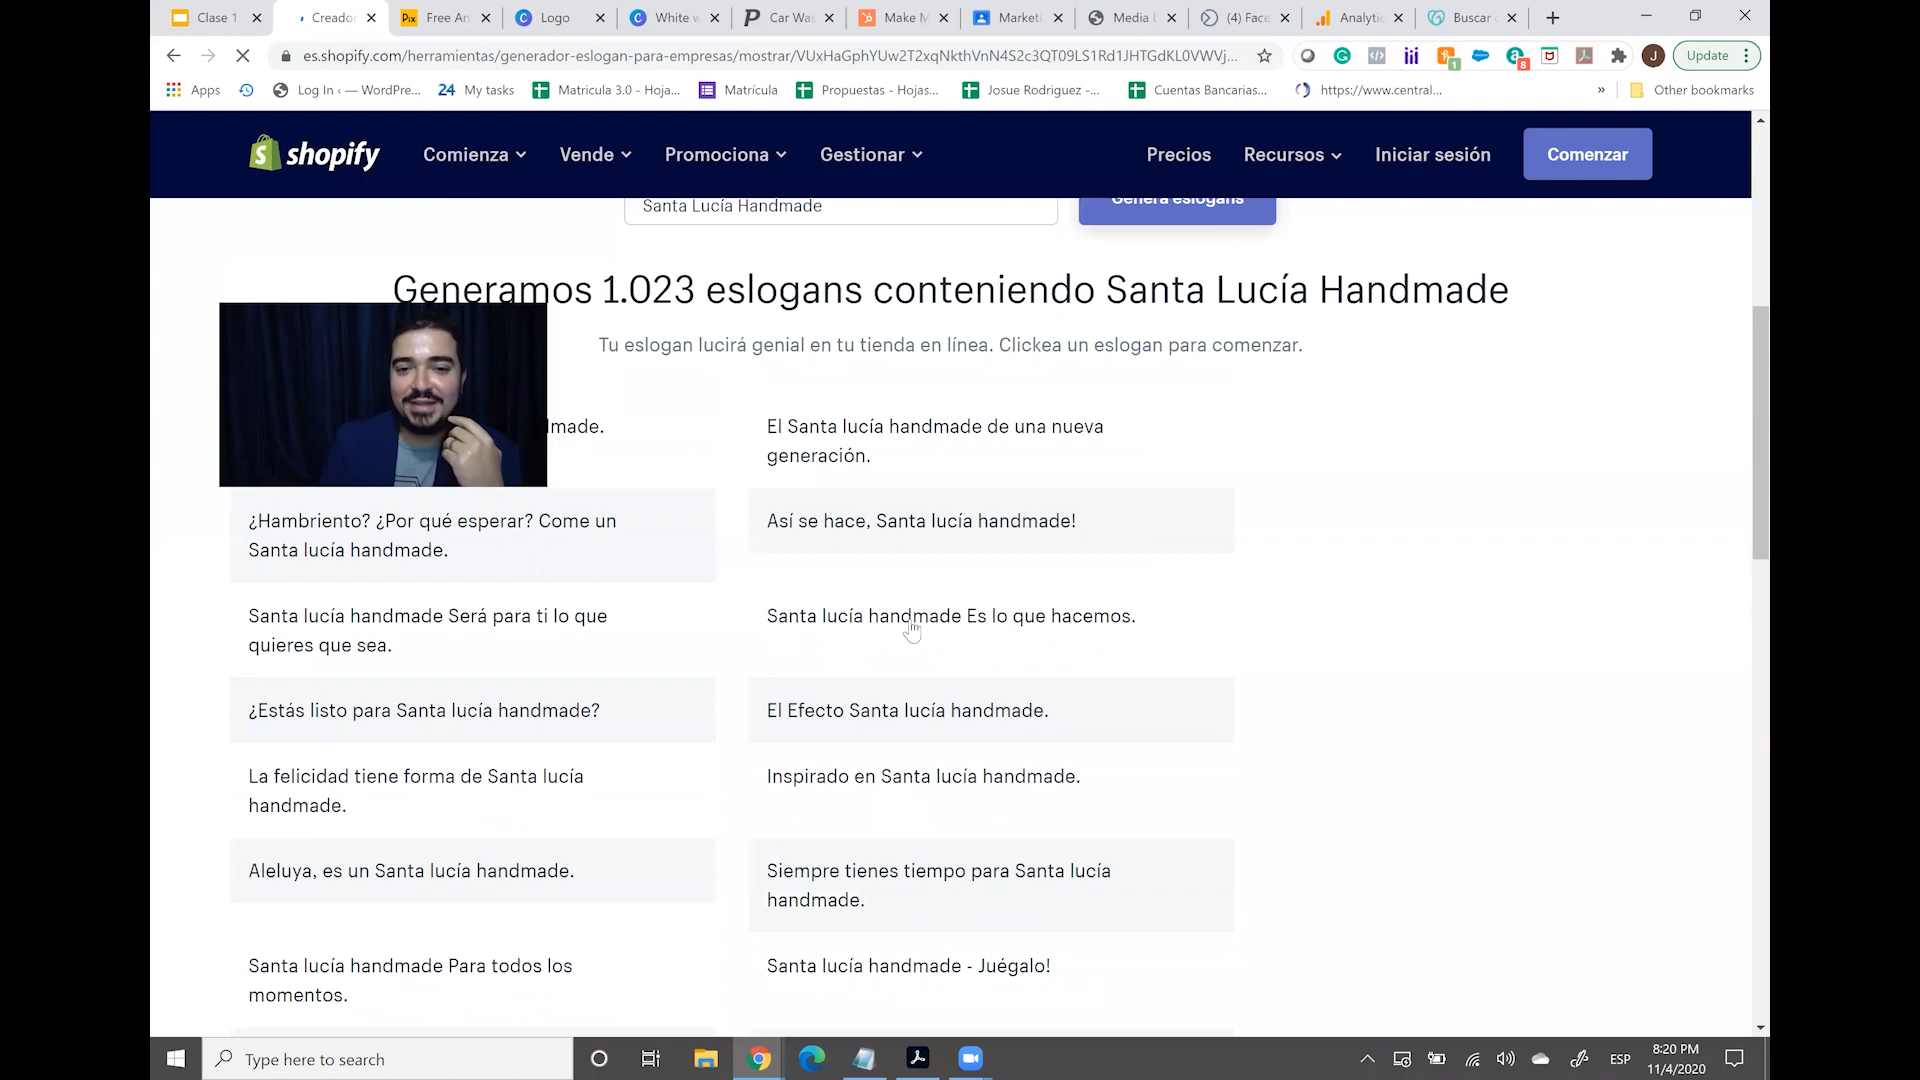 Clase 1
Creador
Free An
Logo
White w
Car Was
Make M
Marketi
Media L
(4) Face
Analytic
Buscar
es.shopify.com/herramientas/generador-eslogan-para-empresas/mostrar/VUxHaGphYUw2T2xqNkthVnN4S2c3QT09LS1Rd1JHTGdKL0VWVj...
Update
Apps
Log In ‹ — WordPre...
24 My tasks
Matricula 3.0 - Hoja...
Matrícula
Propuestas - Hojas...
Josue Rodriguez -...
Cuentas Bancarias...
https://www.central...
» Other bookmarks
shopify
Comienza
Vende
Promociona
Gestionar
Precios
Recursos
Iniciar sesión
Comenzar
Santa Lucía Handmade
Genera eslogans
Generamos 1.023 eslogans conteniendo Santa Lucía Handmade
Tu eslogan lucirá genial en tu tienda en línea. Clickea un eslogan para comenzar.
El Santa lucía handmade de una nueva
generación.
¿Hambriento? ¿Por qué esperar? Come un
Santa lucía handmade.
Así se hace, Santa lucía handmade!
Santa lucía handmade Será para ti lo que
quieres que sea.
Santa lucía handmade Es lo que hacemos.
¿Estás listo para Santa lucía handmade?
El Efecto Santa lucía handmade.
La felicidad tiene forma de Santa lucía
handmade.
Inspirado en Santa lucía handmade.
Aleluya, es un Santa lucía handmade.
Siempre tienes tiempo para Santa lucía
handmade.
Santa lucía handmade Para todos los
momentos.
Santa lucía handmade - Juégalo!
Type here to search
ESP
8:20 PM
11/4/2020